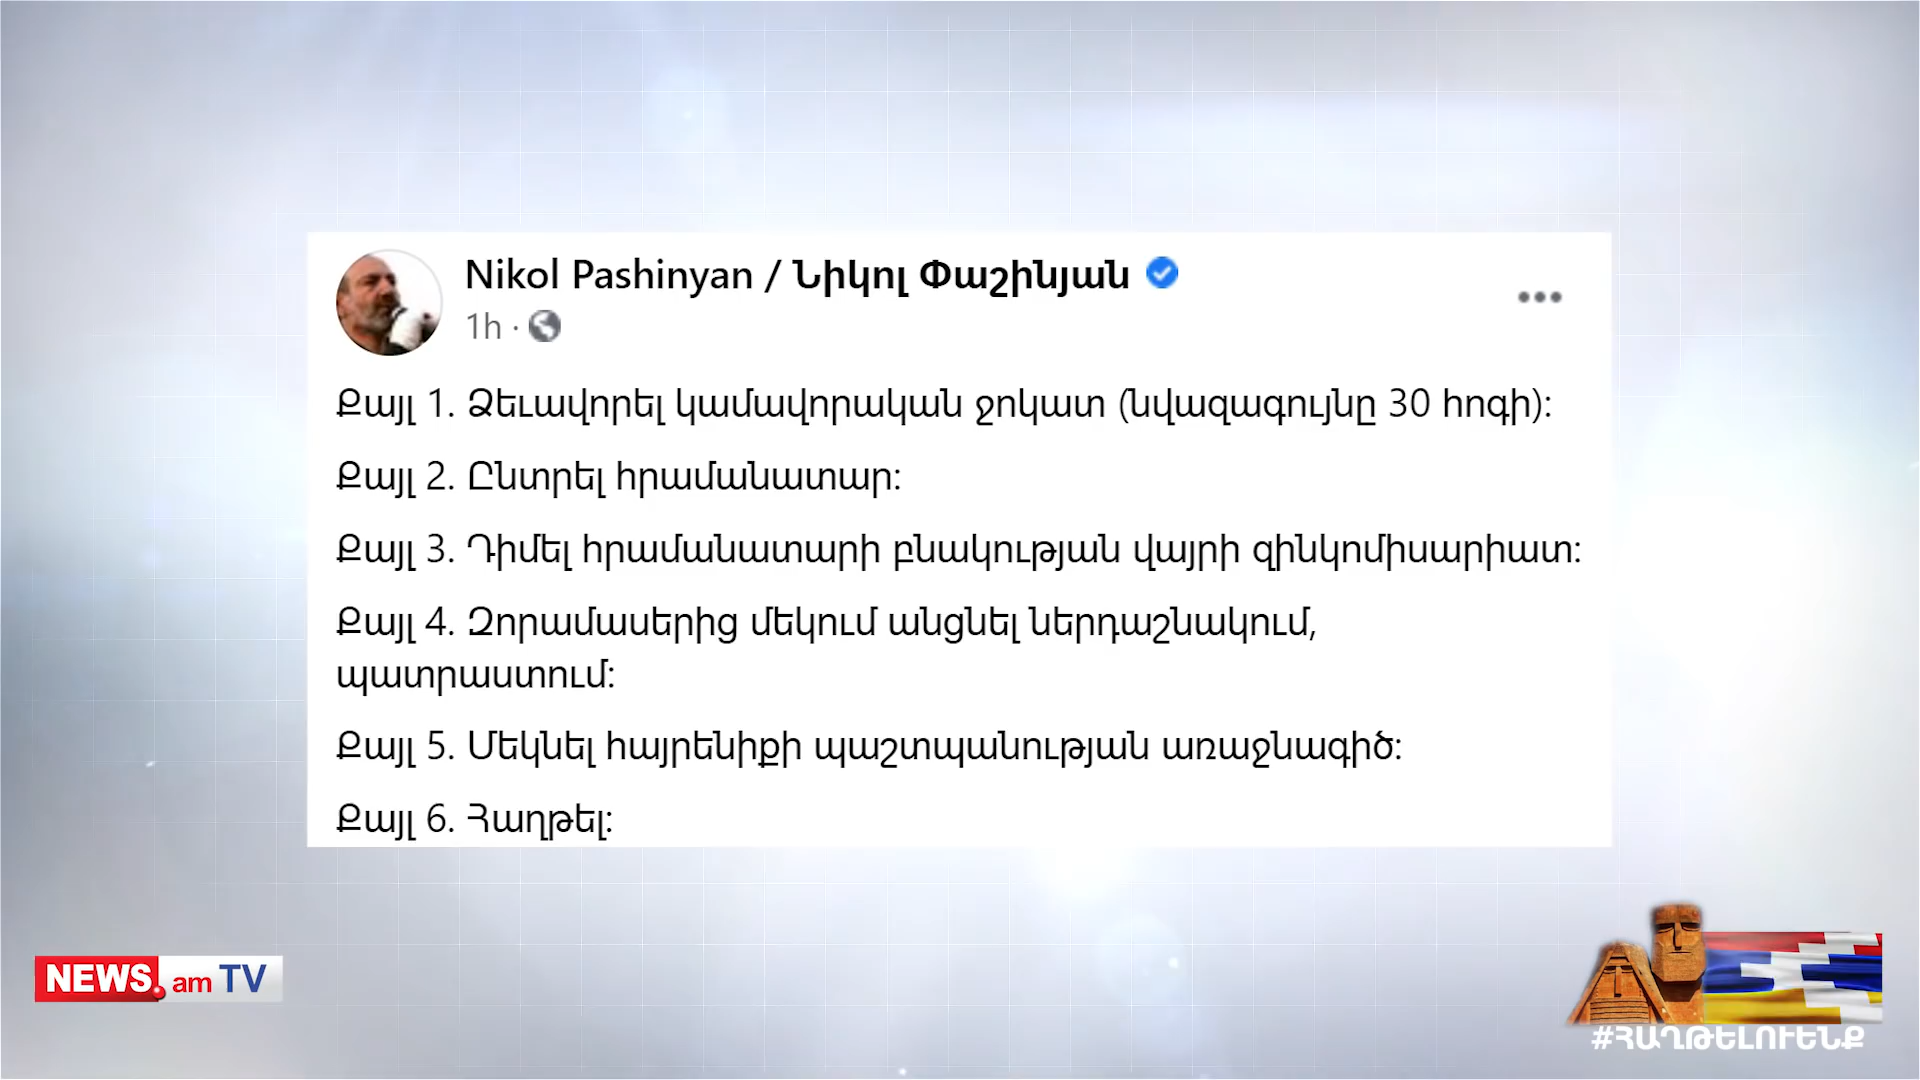 Nikol Pashinyan / Նիկոլ Փաշինյան
1h ·
Քայլ 1. Ձեւավորել կամավորական ջոկատ (նվազագույնը 30 հոգի):
Քայլ 2. Ընտրել հրամանատար:
Քայլ 3. Դիմել հրամանատարի բնակության վայրի զինկոմիսարիատ:
Քայլ 4. Զորամասերից մեկում անցնել ներդաշնակում,
պատրաստում:
Քայլ 5. Մեկնել հայրենիքի պաշտպանության առաջնագիծ:
Քայլ 6. Հաղթել:
NEWS.am TV
#ՀԱՂԹԵԼՈՒԵՆՔ